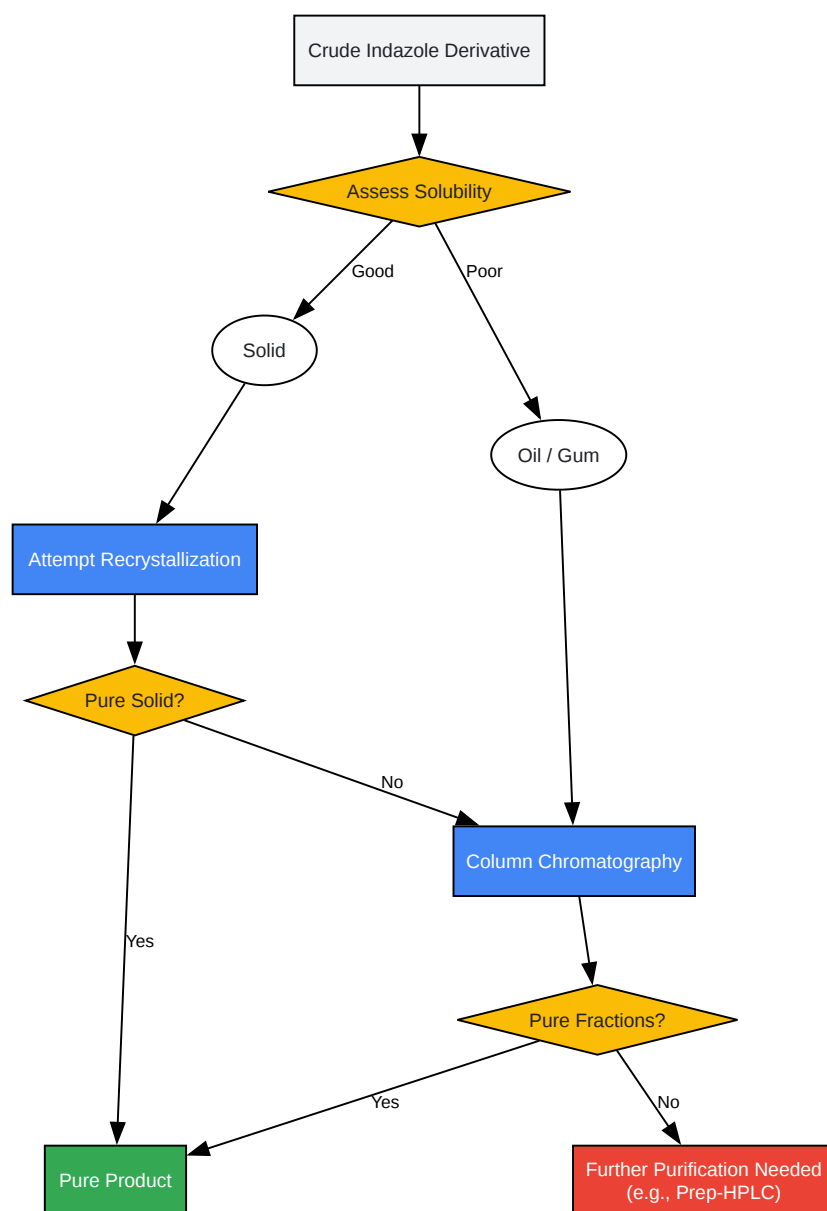 Crude Indazole Derivative
Assess Solubility
Good
Poor
Solid
Oil / Gum
Attempt Recrystallization
Pure Solid?
No
Column Chromatography
Yes
Pure Fractions?
Yes
No
Pure Product
Further Purification Needed
(e.g., Prep-HPLC)